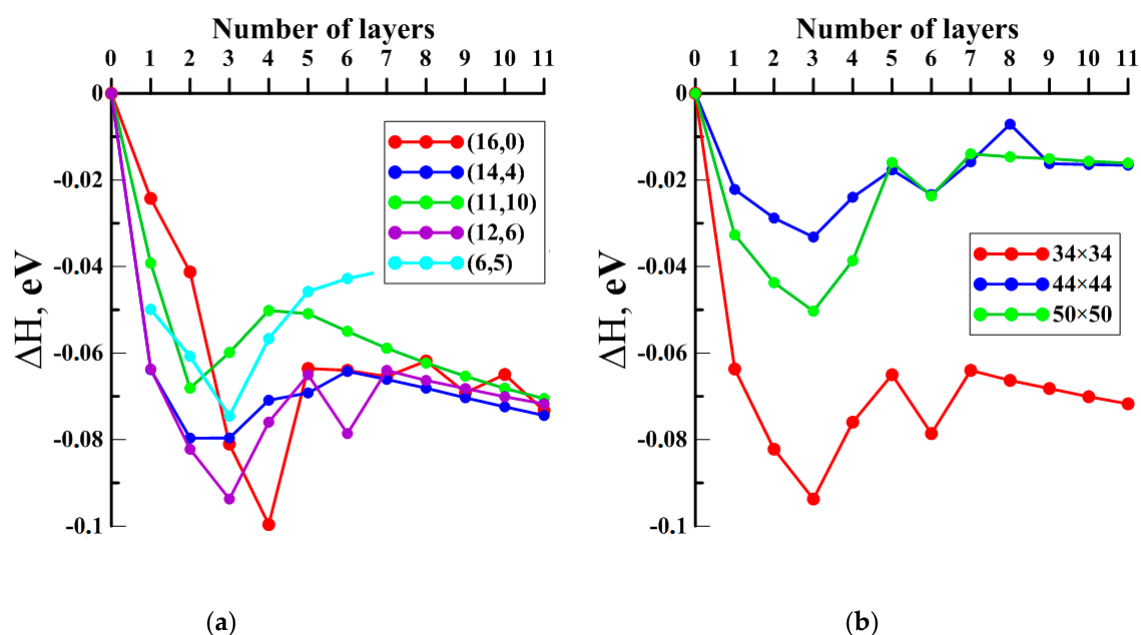 Number of layers
0 1 2 3 4 5 6 7 8 9 10 11
0
-0.02
-0.04
-0.06
-0.08
-0.1
ΔH, eV
(16,0)
(14,4)
(11,10)
(12,6)
(6,5)
(a)
Number of layers
0 1 2 3 4 5 6 7 8 9 10 11
0
-0.02
-0.04
-0.06
-0.08
-0.1
ΔH, eV
34×34
44×44
50×50
(b)